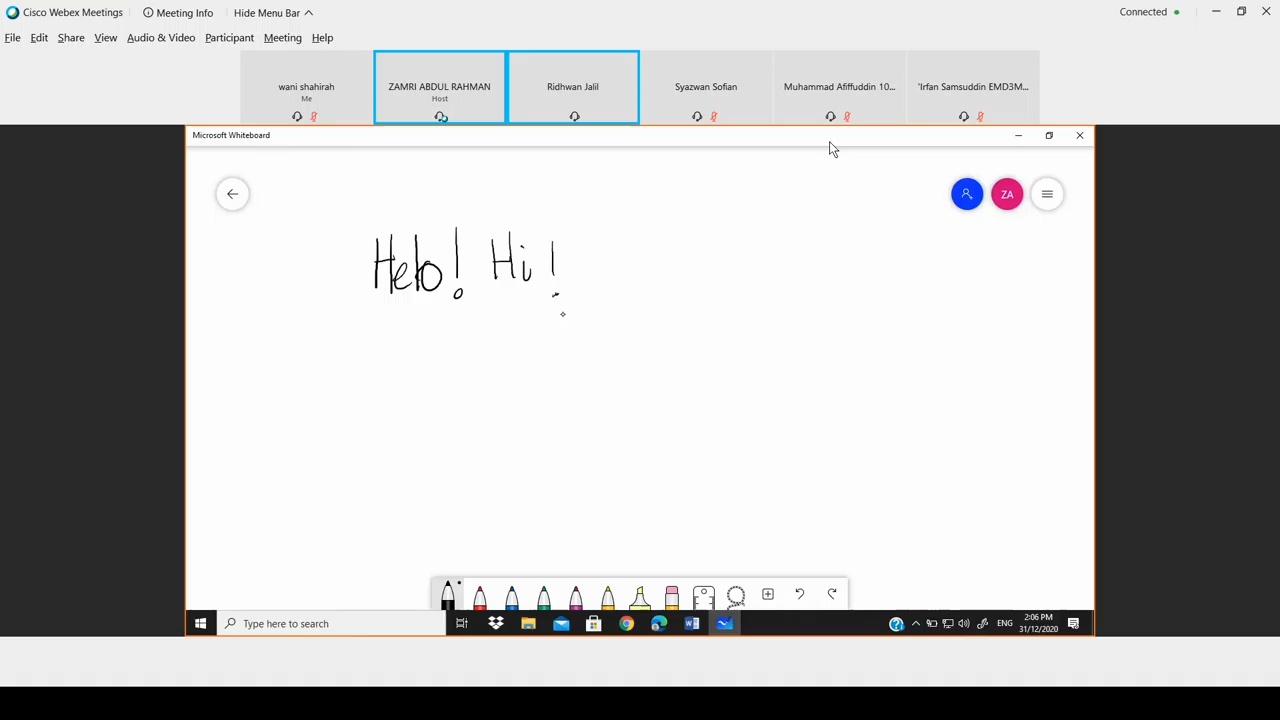 Cisco Webex Meetings Meeting Info Hide Menu Bar Connected
File Edit Share View Audio & Video Participant Meeting Help
wani shahirah
Me
ZAMRI ABDUL RAHMAN
Host
Ridhwan Jalil
Syazwan Sofian
Muhammad Afiffuddin 10...
'Irfan Samsuddin EMD3M...
Microsoft Whiteboard
ZA
Helo! Hi!
Type here to search
ENG
2:06 PM
31/12/2020